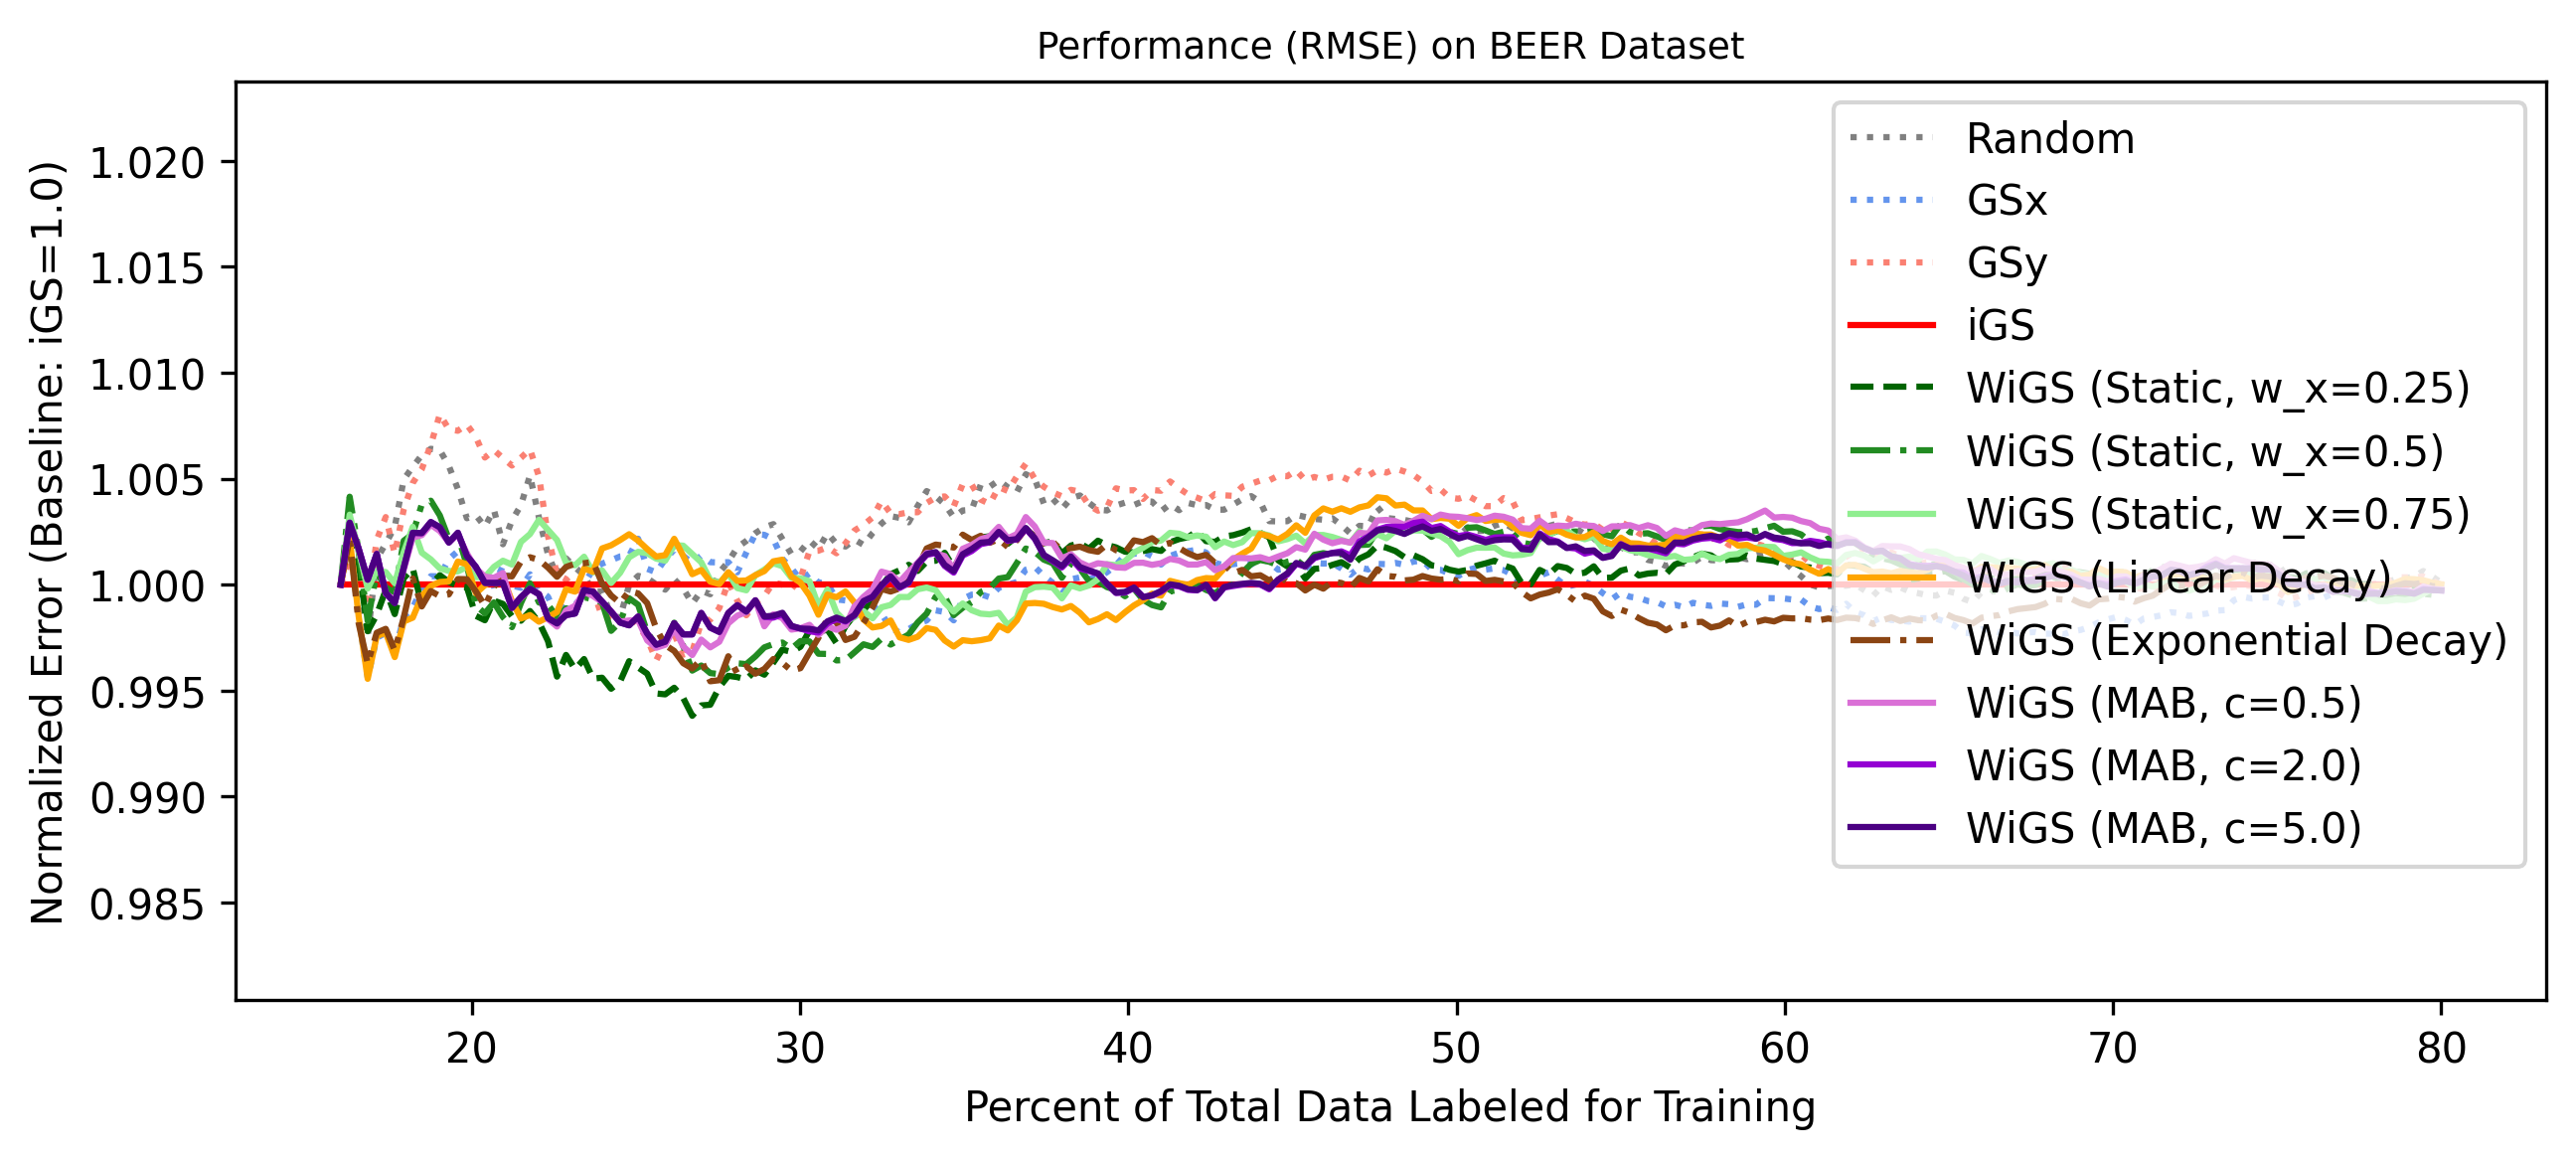 Performance (RMSE) on BEER Dataset
Normalized Error (Baseline: iGS=1.0)
1.020
1.015
1.010
1.005
1.000
0.995
0.990
0.985
20
30
40
50
60
70
80
Percent of Total Data Labeled for Training
Random
GSx
GSy
iGS
WiGS (Static, w_x=0.25)
WiGS (Static, w_x=0.5)
WiGS (Static, w_x=0.75)
WiGS (Linear Decay)
WiGS (Exponential Decay)
WiGS (MAB, c=0.5)
WiGS (MAB, c=2.0)
WiGS (MAB, c=5.0)